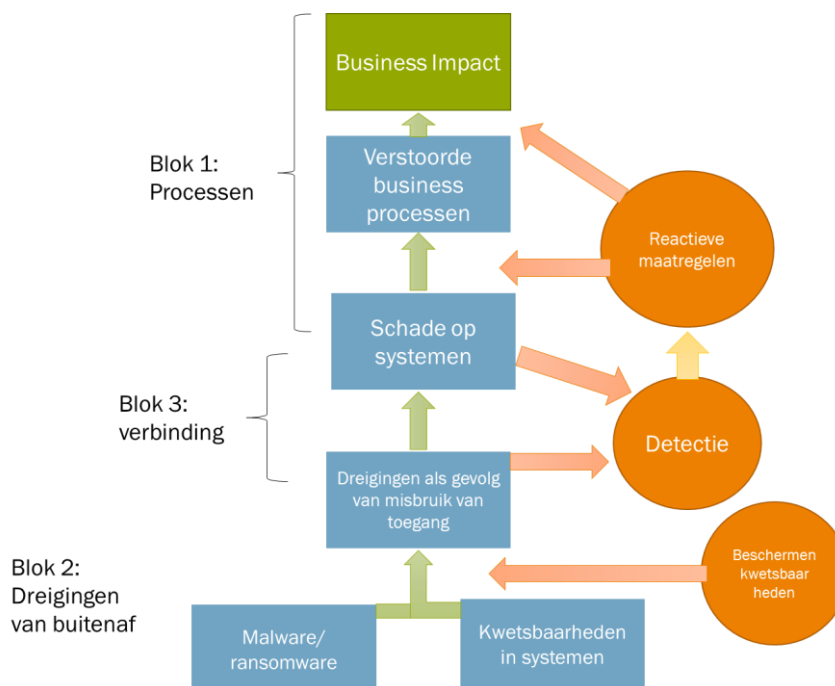 Business Impact
Blok 1:
Processen
Verstoorde
business
processen
Reactieve
maatregelen
Schade op
systemen
Blok 3:
verbinding
Detectie
Dreigingen als gevolg
van misbruik van
toegang
Blok 2:
Dreigingen
van buitenaf
Beschermen
kwetsbaar
heden
Malware/
ransomware
Kwetsbaarheden
in systemen